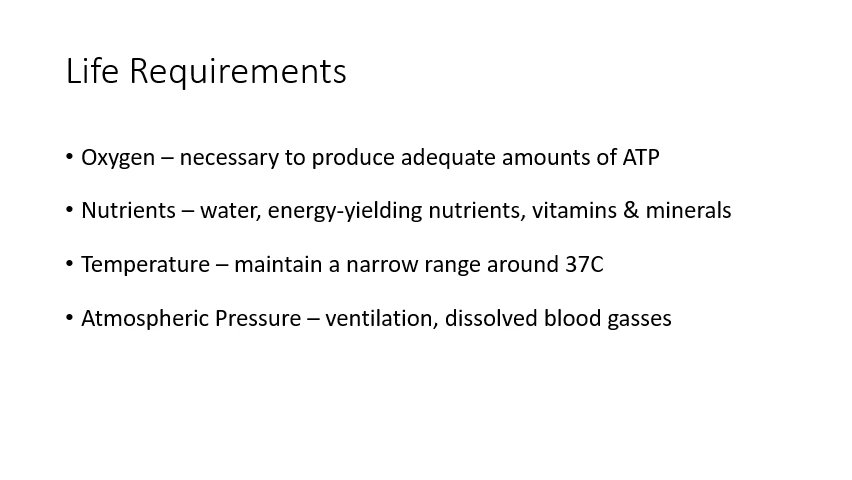 Life Requirements
• Oxygen – necessary to produce adequate amounts of ATP
• Nutrients – water, energy-yielding nutrients, vitamins & minerals
• Temperature – maintain a narrow range around 37C
• Atmospheric Pressure – ventilation, dissolved blood gasses